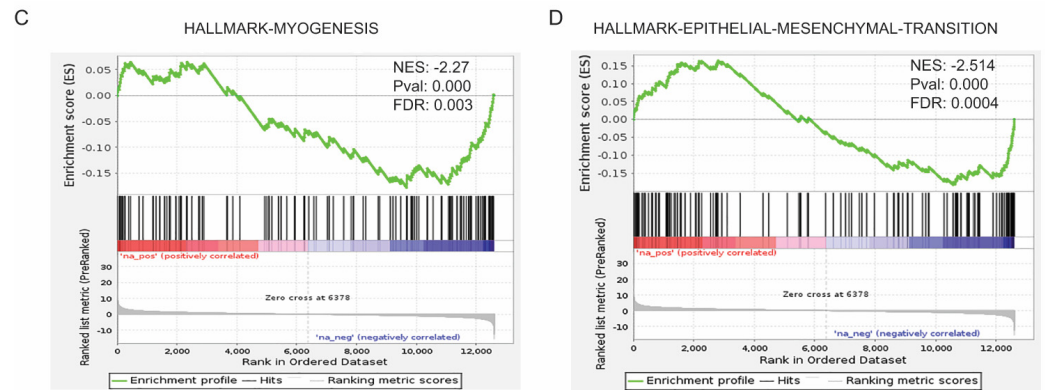 C
HALLMARK-MYOGENESIS
Enrichment score (ES)
0.05
0.00
-0.05
-0.10
-0.15
NES: -2.27
Pval: 0.000
FDR: 0.003
'na_pos' (positively correlated)
Ranked list metric (PreRanked)
30
20
10
0
-10
Zero cross at 6378
'na_neg' (negatively correlated)
0 2,000 4,000 6,000 8,000 10,000 12,000
Rank in Ordered Dataset
Enrichment profile Hits Ranking metric scores
D
HALLMARK-EPITHELIAL-MESENCHYMAL-TRANSITION
Enrichment score (ES)
0.15
0.10
0.05
0.00
-0.05
-0.10
-0.15
NES: -2.514
Pval: 0.000
FDR: 0.0004
'na_pos' (positively correlated)
Ranked list metric (PreRanked)
30
20
10
0
-10
Zero cross at 6378
'na_neg' (negatively correlated)
0 2,000 4,000 6,000 8,000 10,000 12,000
Rank in Ordered Dataset
Enrichment profile Hits Ranking metric scores